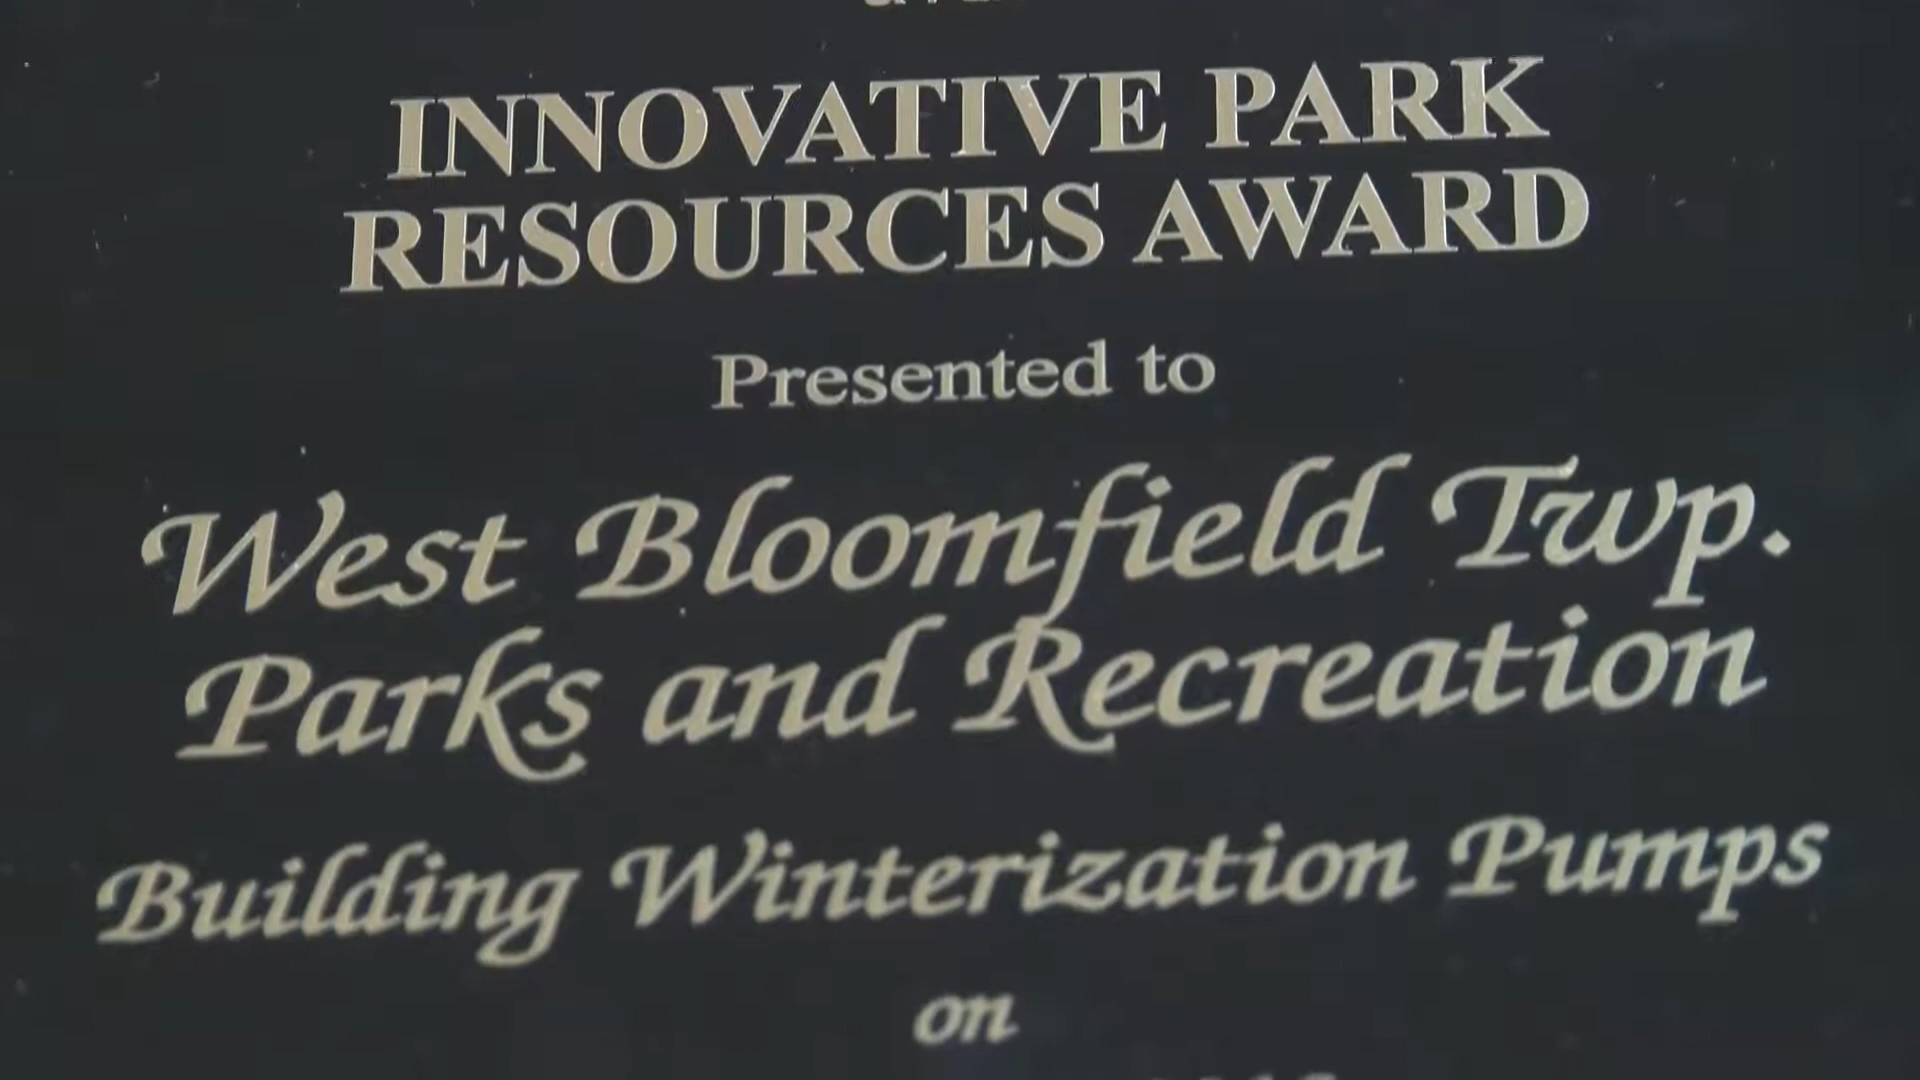 INNOVATIVE PARK
RESOURCES AWARD
Presented to
West Bloomfield Twp.
Parks and Recreation
Building Winterization Pumps
on